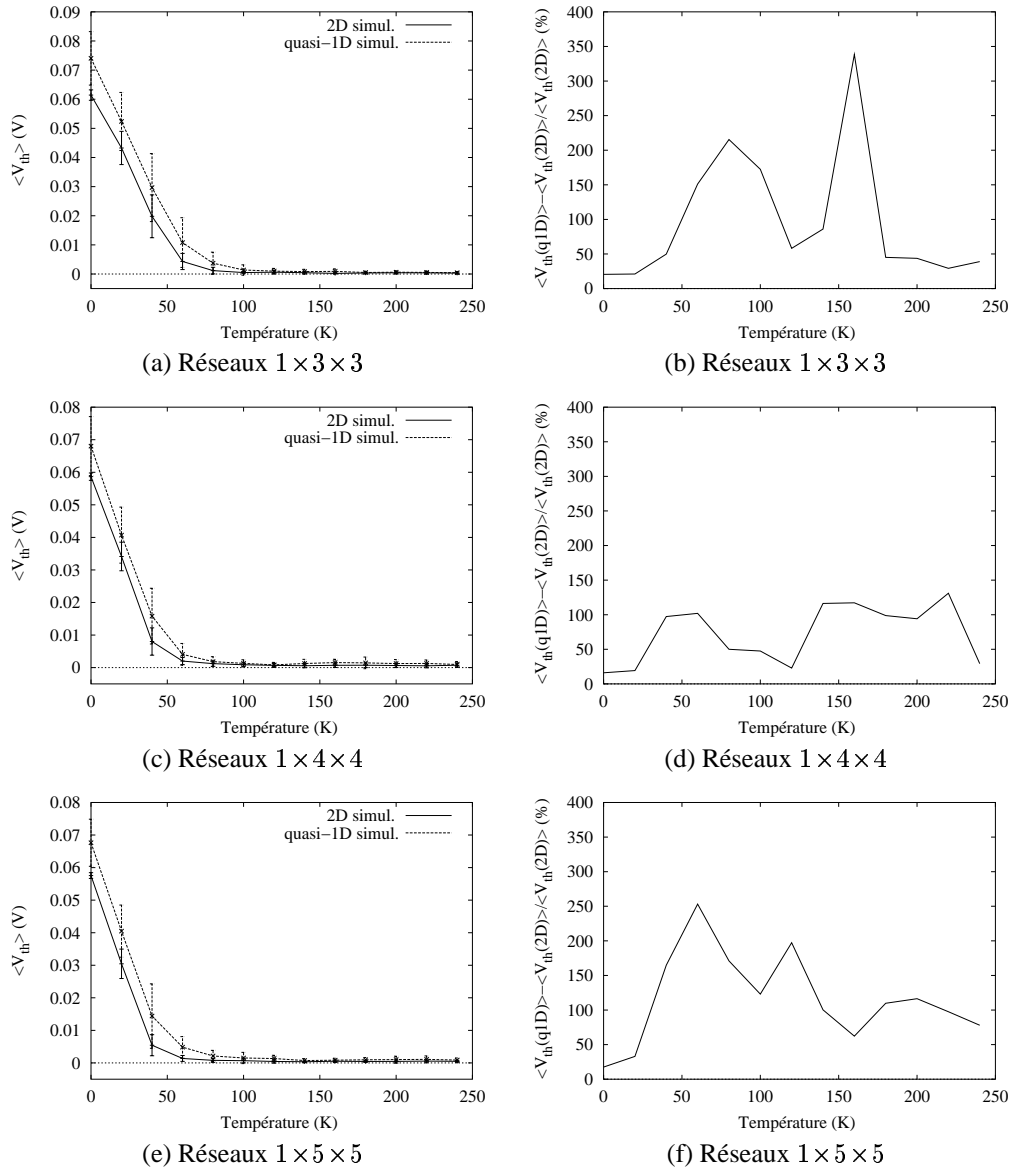 0.09
0.08
0.07
0.06
0.05
0.04
0.03
0.02
0.01
0
0 50 100 150 200 250
<V_th> (V)
Température (K)
2D simul.
quasi−1D simul.
(a) Réseaux 1×3×3
400
350
300
250
200
150
100
50
0
0 50 100 150 200 250
<V_th(q1D)>−<V_th(2D)>/<V_th(2D)> (%)
Température (K)
(b) Réseaux 1×3×3
0.08
0.07
0.06
0.05
0.04
0.03
0.02
0.01
0
0 50 100 150 200 250
<V_th> (V)
Température (K)
2D simul.
quasi−1D simul.
(c) Réseaux 1×4×4
400
350
300
250
200
150
100
50
0
0 50 100 150 200 250
<V_th(q1D)>−<V_th(2D)>/<V_th(2D)> (%)
Température (K)
(d) Réseaux 1×4×4
0.08
0.07
0.06
0.05
0.04
0.03
0.02
0.01
0
0 50 100 150 200 250
<V_th> (V)
Température (K)
2D simul.
quasi−1D simul.
(e) Réseaux 1×5×5
400
350
300
250
200
150
100
50
0
0 50 100 150 200 250
<V_th(q1D)>−<V_th(2D)>/<V_th(2D)> (%)
Température (K)
(f) Réseaux 1×5×5